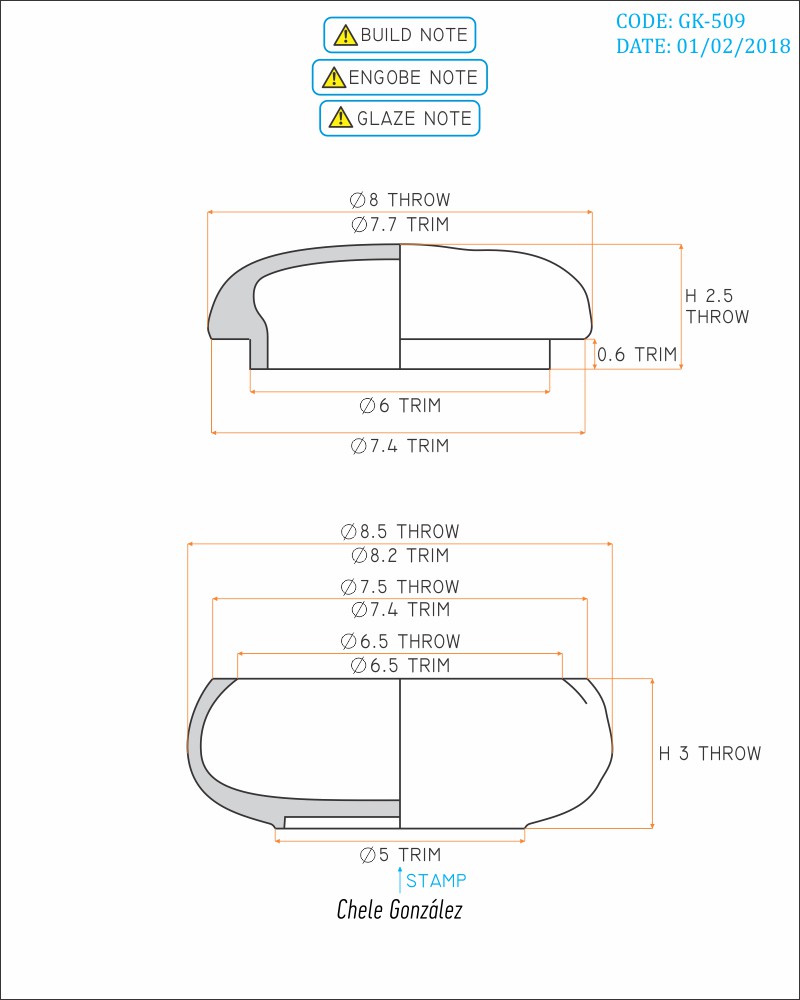 CODE: GK-509
DATE: 01/02/2018
BUILD NOTE
ENGOBE NOTE
GLAZE NOTE
∅8 THROW
∅7.7 TRIM
H 2.5
THROW
0.6 TRIM
∅6 TRIM
∅7.4 TRIM
∅8.5 THROW
∅8.2 TRIM
∅7.5 THROW
∅7.4 TRIM
∅6.5 THROW
∅6.5 TRIM
H 3 THROW
∅5 TRIM
STAMP
Chele González